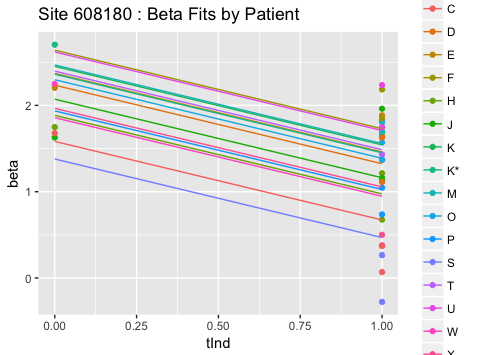 Site 608180 : Beta Fits by Patient
beta
2
1
0
0.00 0.25 0.50 0.75 1.00
tInd
C
D
E
F
H
J
K
K*
M
O
P
S
T
U
W